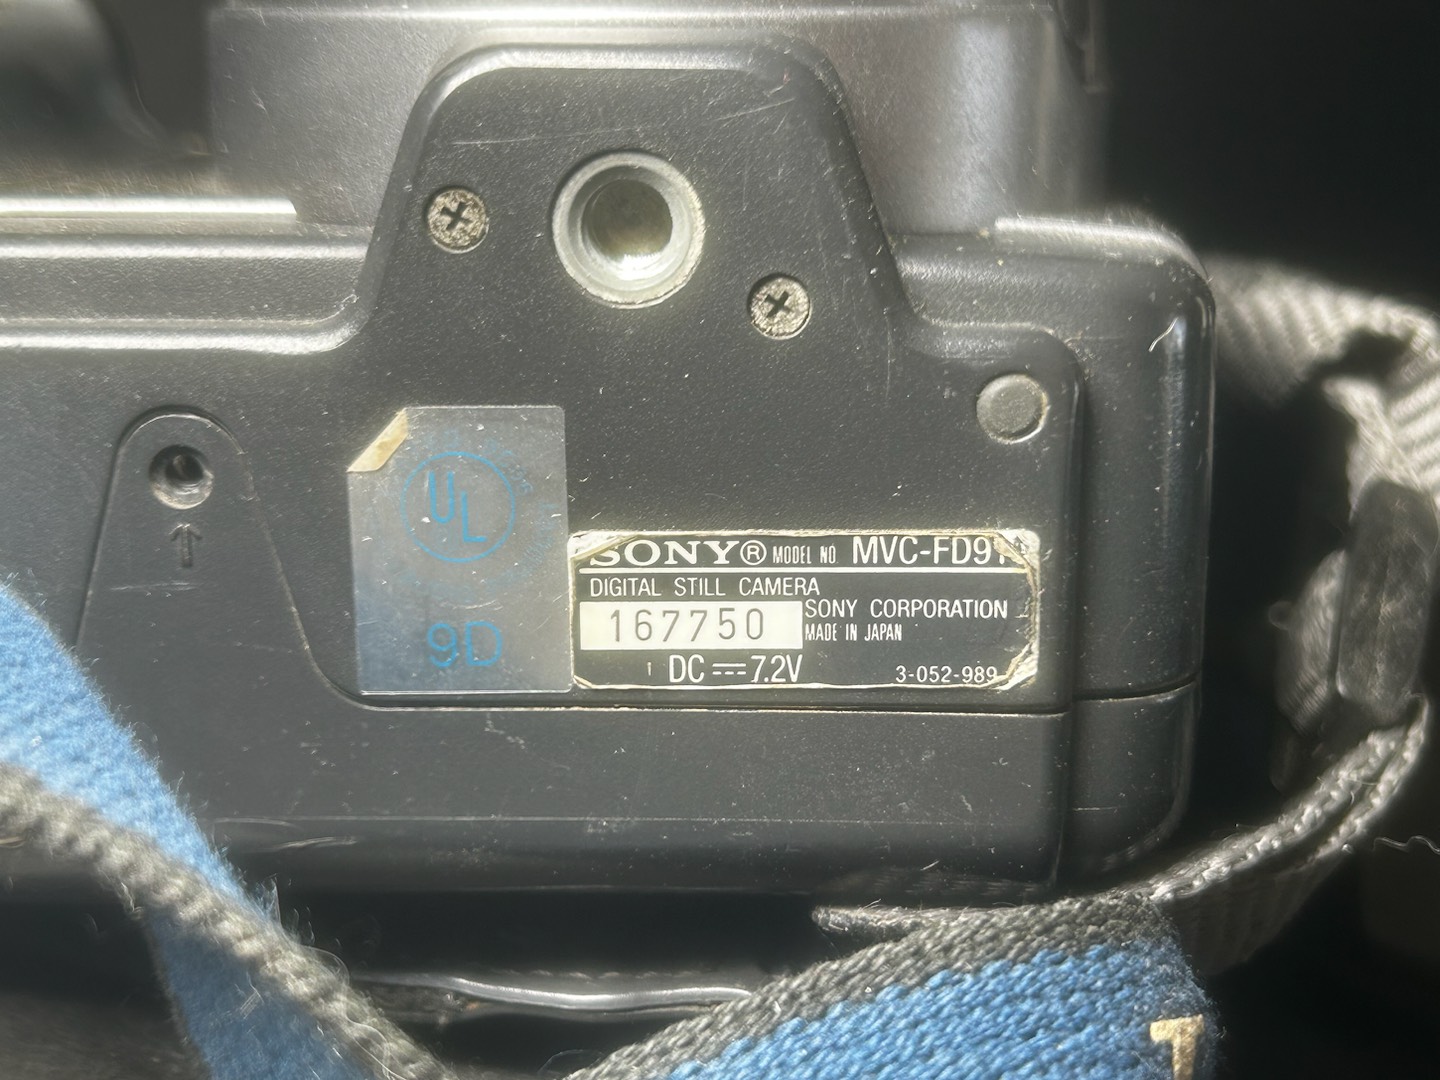 UL
9D
SONY® MODEL NO. MVC-FD91
DIGITAL STILL CAMERA
167750
SONY CORPORATION
MADE IN JAPAN
DC⎓7.2V
3-052-989